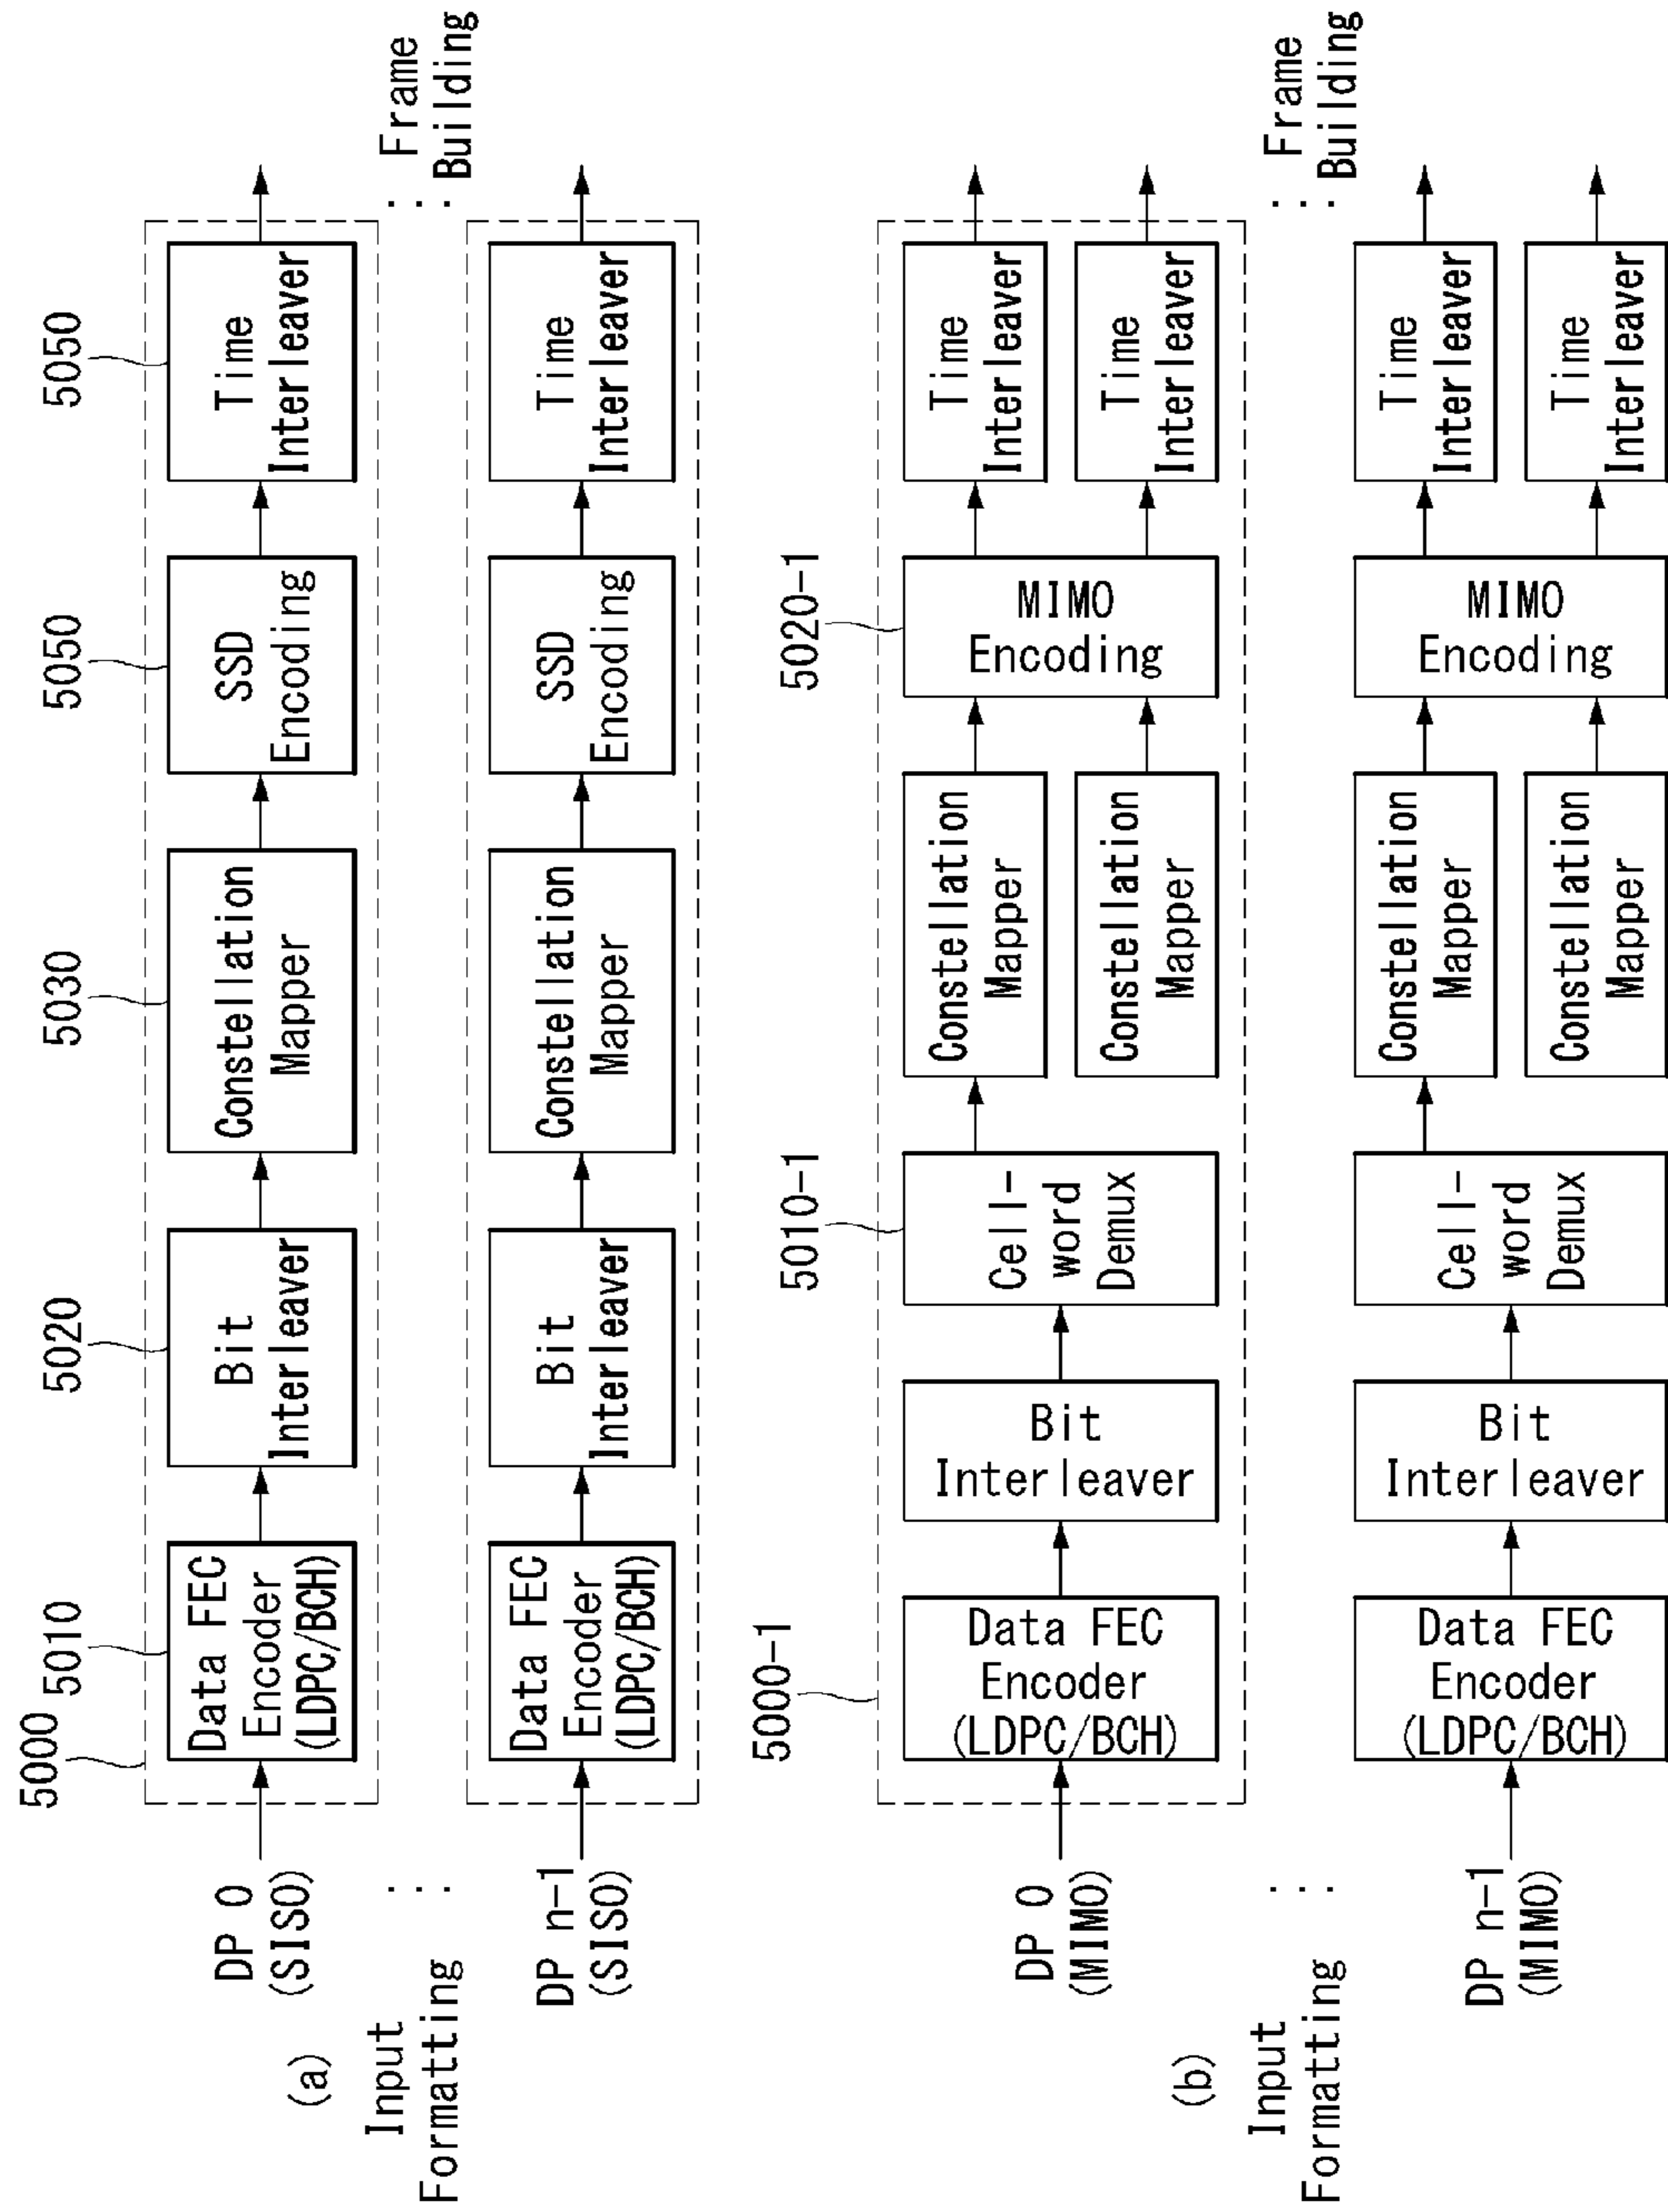 (a)
Input
Formatting
DP 0
(SISO)
...
DP n-1
(SISO)
5000
5010
5020
5030
5050
5050
Data FEC
Encoder
(LDPC/BCH)
Bit
Interleaver
Constellation
Mapper
SSD
Encoding
Time
Interleaver
...
Frame
Building
Data FEC
Encoder
(LDPC/BCH)
Bit
Interleaver
Constellation
Mapper
SSD
Encoding
Time
Interleaver
(b)
Input
Formatting
DP 0
(MIMO)
...
DP n-1
(MIMO)
5000-1
5010-1
5020-1
Data FEC
Encoder
(LDPC/BCH)
Bit
Interleaver
Cell-
word
Demux
Constellation
Mapper
Constellation
Mapper
MIMO
Encoding
Time
Interleaver
Time
Interleaver
...
Frame
Building
Data FEC
Encoder
(LDPC/BCH)
Bit
Interleaver
Cell-
word
Demux
Constellation
Mapper
Constellation
Mapper
MIMO
Encoding
Time
Interleaver
Time
Interleaver